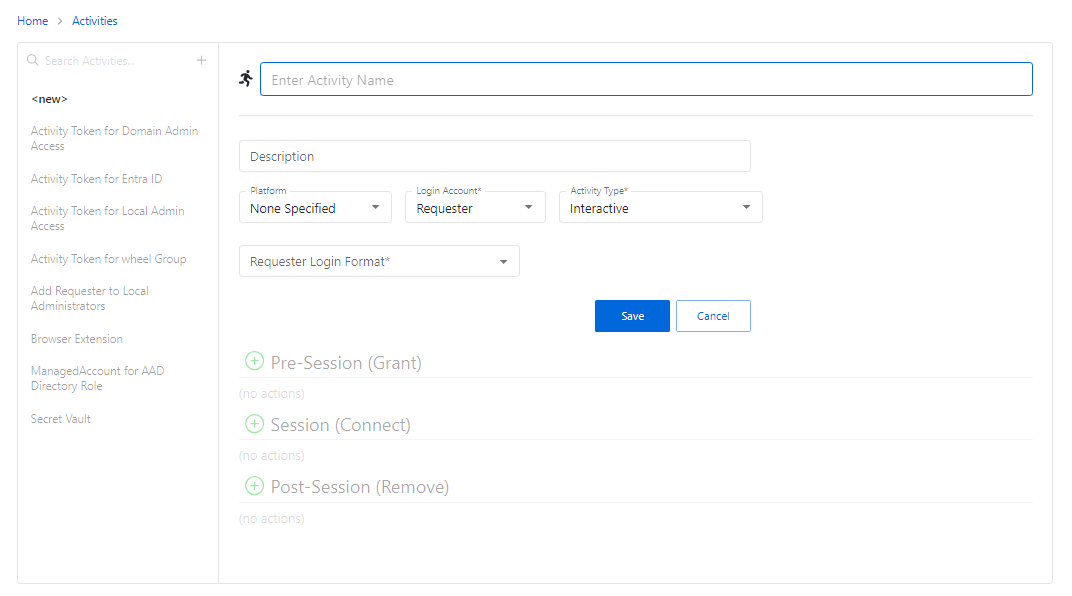 Home > Activities
Search Activities...
<new>
Activity Token for Domain Admin
Access
Activity Token for Entra ID
Activity Token for Local Admin
Access
Activity Token for wheel Group
Add Requester to Local
Administrators
Browser Extension
ManagedAccount for AAD
Directory Role
Secret Vault
Enter Activity Name
Description
Platform
None Specified
Login Account*
Requester
Activity Type*
Interactive
Requester Login Format*
Save
Cancel
Pre-Session (Grant)
(no actions)
Session (Connect)
(no actions)
Post-Session (Remove)
(no actions)